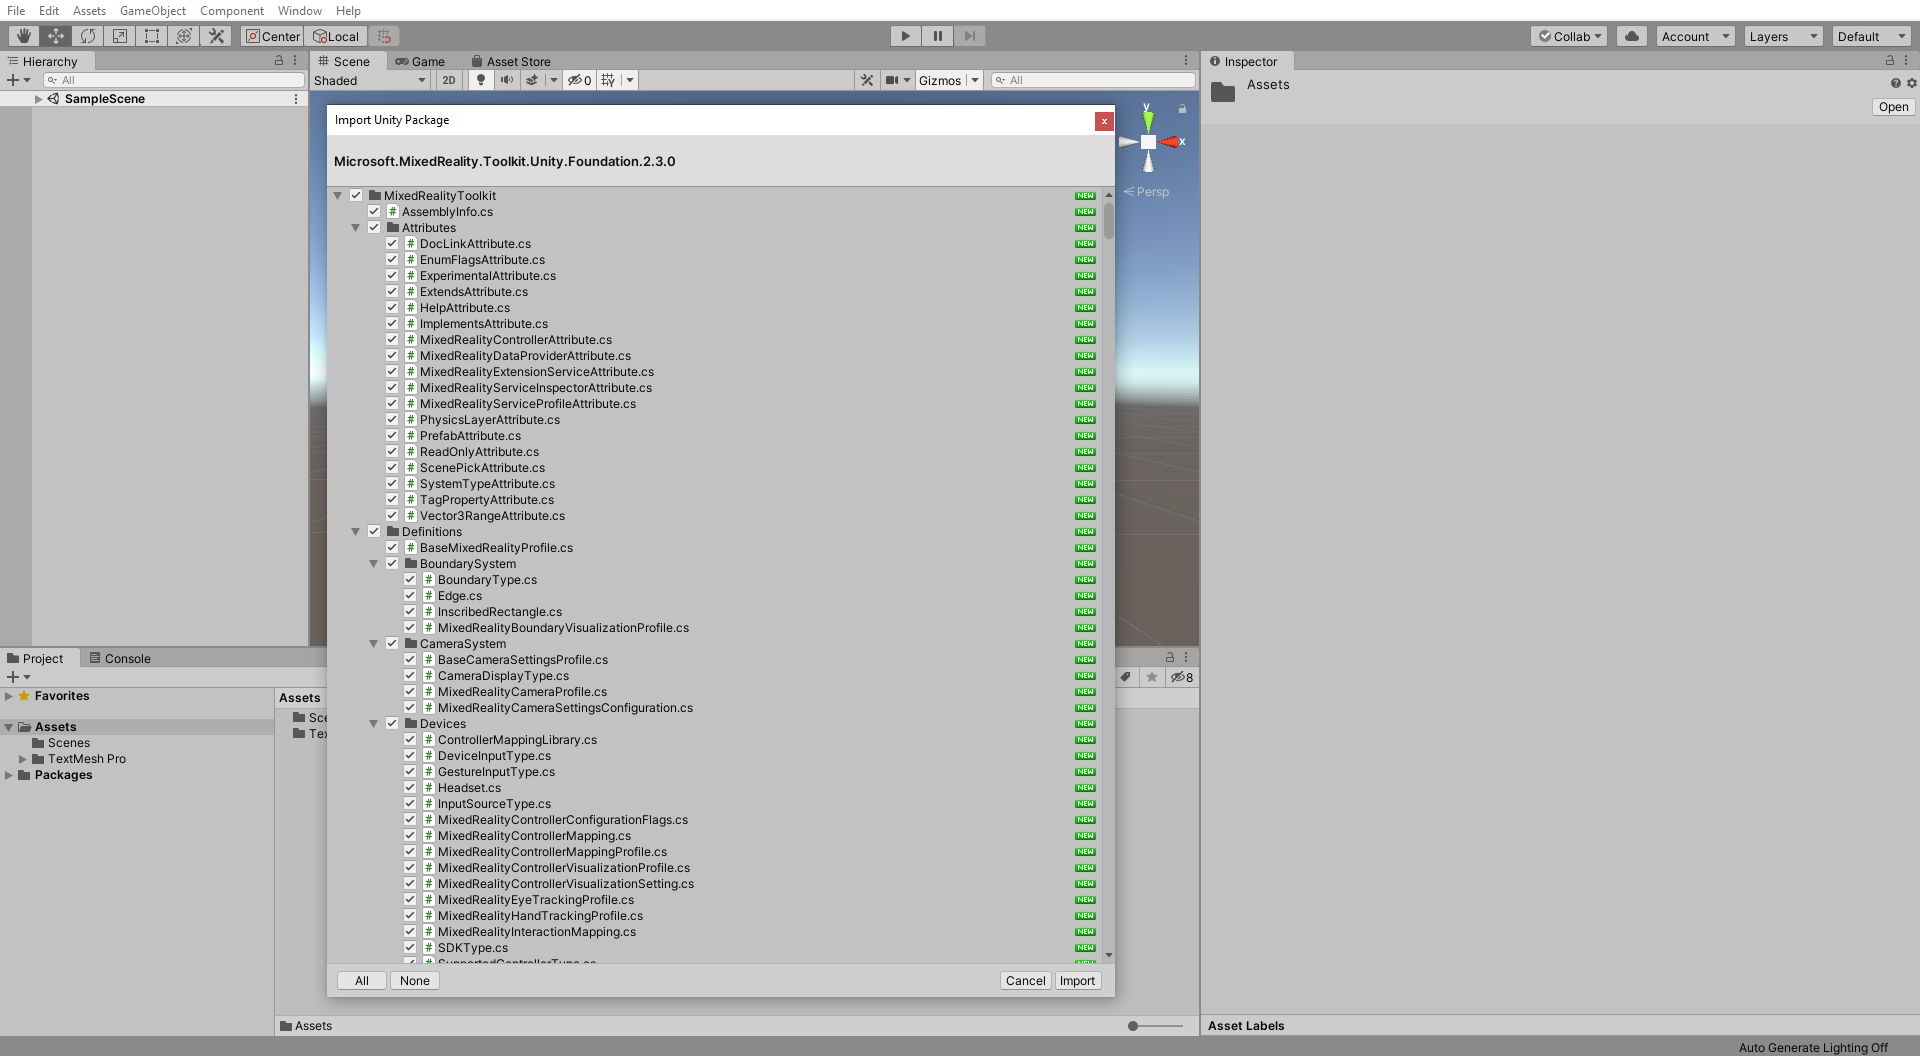 File Edit Assets GameObject Component Window Help
Center Local
Collab Account Layers Default
Hierarchy
All
SampleScene
Scene Game Asset Store
Shaded 2D 0 Gizmos All
Import Unity Package
x
Microsoft.MixedReality.Toolkit.Unity.Foundation.2.3.0
MixedRealityToolkit NEW
AssemblyInfo.cs NEW
Attributes NEW
DocLinkAttribute.cs NEW
EnumFlagsAttribute.cs NEW
ExperimentalAttribute.cs NEW
ExtendsAttribute.cs NEW
HelpAttribute.cs NEW
ImplementsAttribute.cs NEW
MixedRealityControllerAttribute.cs NEW
MixedRealityDataProviderAttribute.cs NEW
MixedRealityExtensionServiceAttribute.cs NEW
MixedRealityServiceInspectorAttribute.cs NEW
MixedRealityServiceProfileAttribute.cs NEW
PhysicsLayerAttribute.cs NEW
PrefabAttribute.cs NEW
ReadOnlyAttribute.cs NEW
ScenePickAttribute.cs NEW
SystemTypeAttribute.cs NEW
TagPropertyAttribute.cs NEW
Vector3RangeAttribute.cs NEW
Definitions NEW
BaseMixedRealityProfile.cs NEW
BoundarySystem NEW
BoundaryType.cs NEW
Edge.cs NEW
InscribedRectangle.cs NEW
MixedRealityBoundaryVisualizationProfile.cs NEW
CameraSystem NEW
BaseCameraSettingsProfile.cs NEW
CameraDisplayType.cs NEW
MixedRealityCameraProfile.cs NEW
MixedRealityCameraSettingsConfiguration.cs NEW
Devices NEW
ControllerMappingLibrary.cs NEW
DeviceInputType.cs NEW
GestureInputType.cs NEW
Headset.cs NEW
InputSourceType.cs NEW
MixedRealityControllerConfigurationFlags.cs NEW
MixedRealityControllerMapping.cs NEW
MixedRealityControllerMappingProfile.cs NEW
MixedRealityControllerVisualizationProfile.cs NEW
MixedRealityControllerVisualizationSetting.cs NEW
MixedRealityEyeTrackingProfile.cs NEW
MixedRealityHandTrackingProfile.cs NEW
MixedRealityInteractionMapping.cs NEW
SDKType.cs NEW
SupportedControllerType.cs NEW
All None Cancel Import
y
x
Persp
Inspector
Assets
Open
Project Console
8
Favorites
Assets
Scenes
TextMesh Pro
Packages
Assets
Sce
Tex
Assets
Asset Labels
Auto Generate Lighting Off